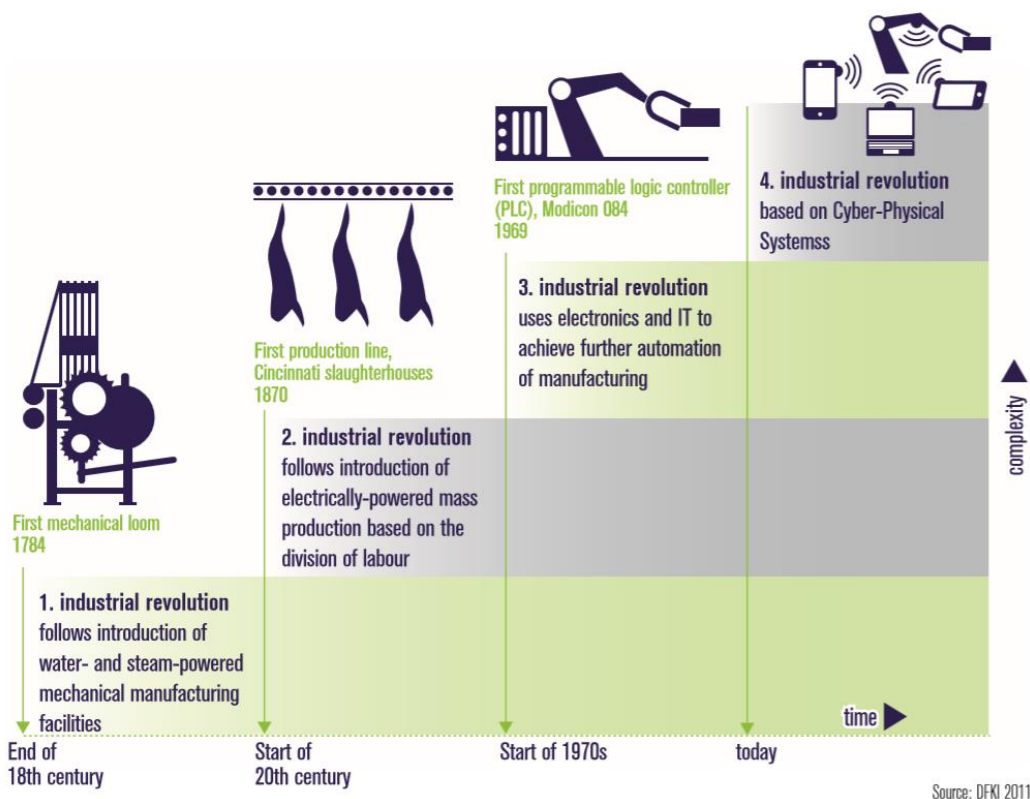 First mechanical loom
1784
First production line,
Cincinnati slaughterhouses
1870
First programmable logic controller
(PLC), Modicon 084
1969
4. industrial revolution
based on Cyber-Physical
Systemss
3. industrial revolution
uses electronics and IT to
achieve further automation
of manufacturing
2. industrial revolution
follows introduction of
electrically-powered mass
production based on the
division of labour
1. industrial revolution
follows introduction of
water- and steam-powered
mechanical manufacturing
facilities
complexity
time
End of
18th century
Start of
20th century
Start of 1970s
today
Source: DFKI 2011